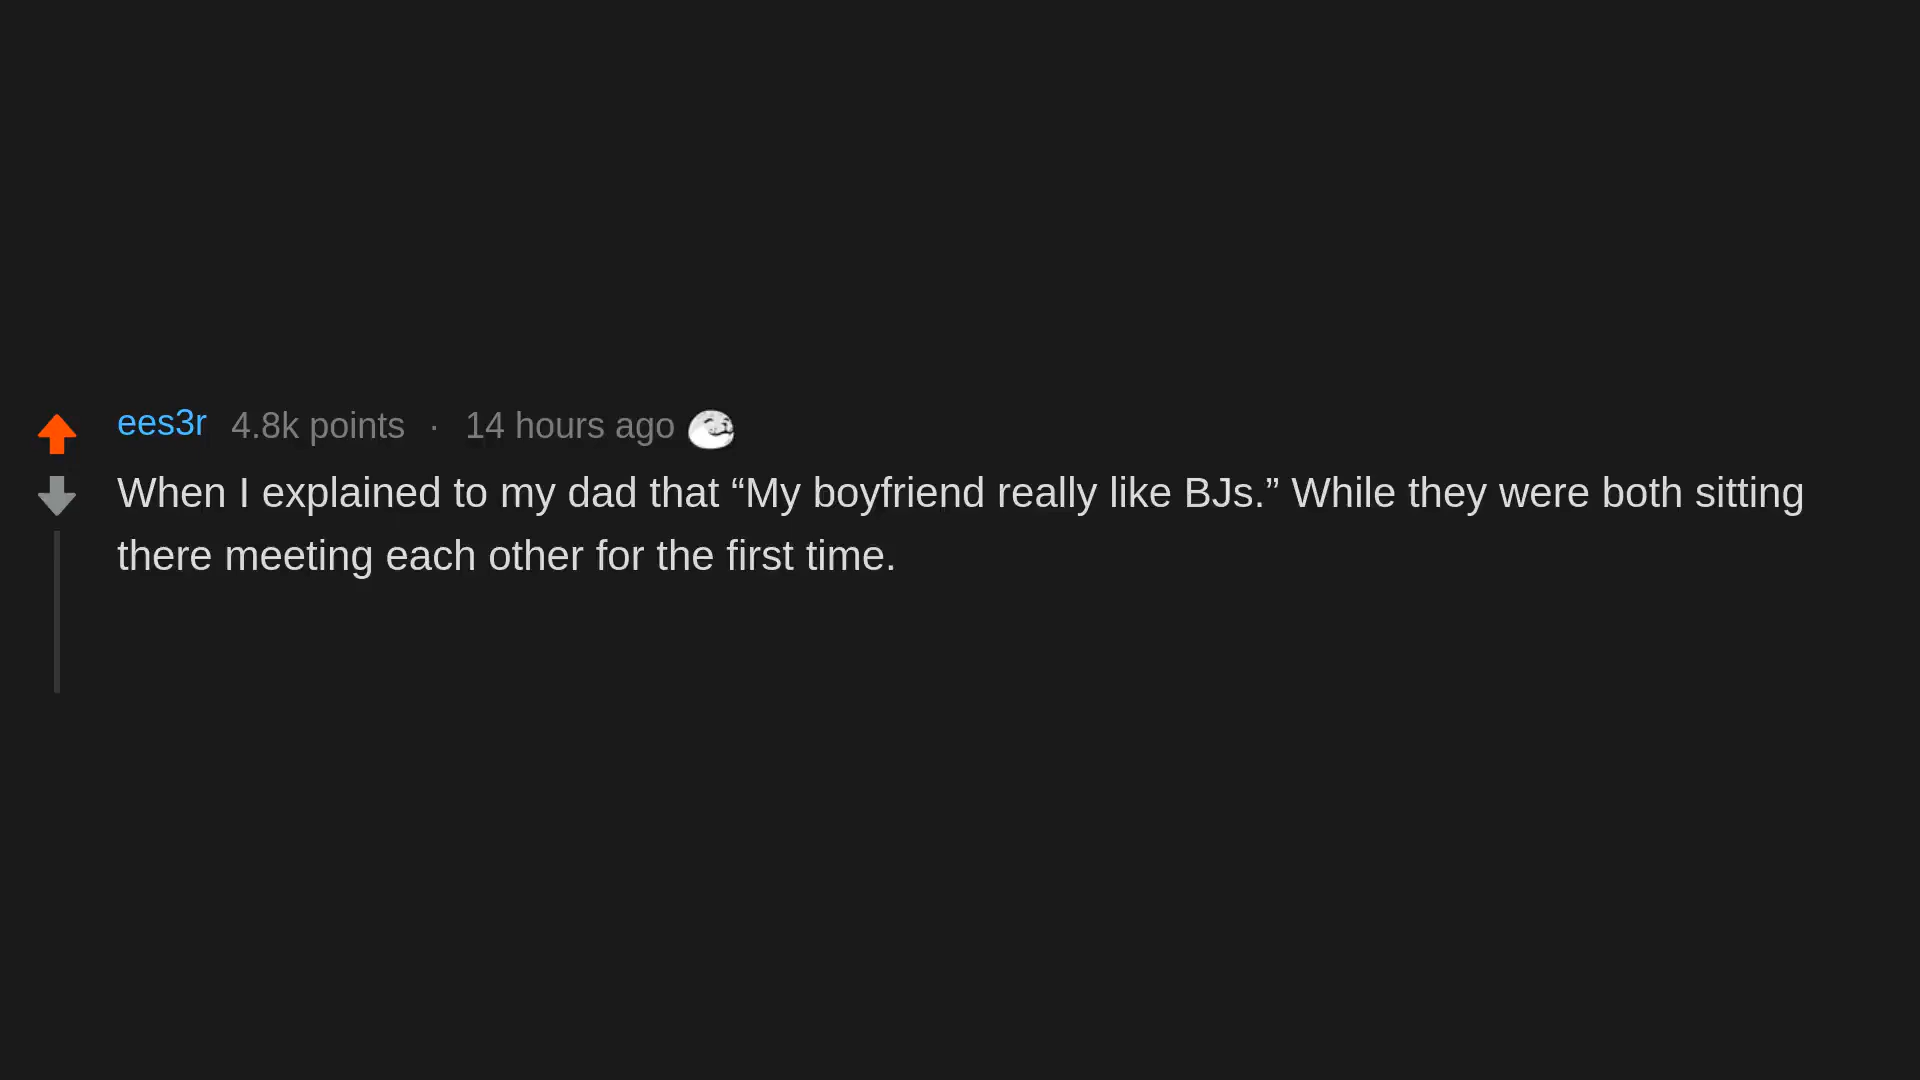 ees3r 4.8k points · 14 hours ago
When I explained to my dad that “My boyfriend really like BJs.” While they were both sitting
there meeting each other for the first time.